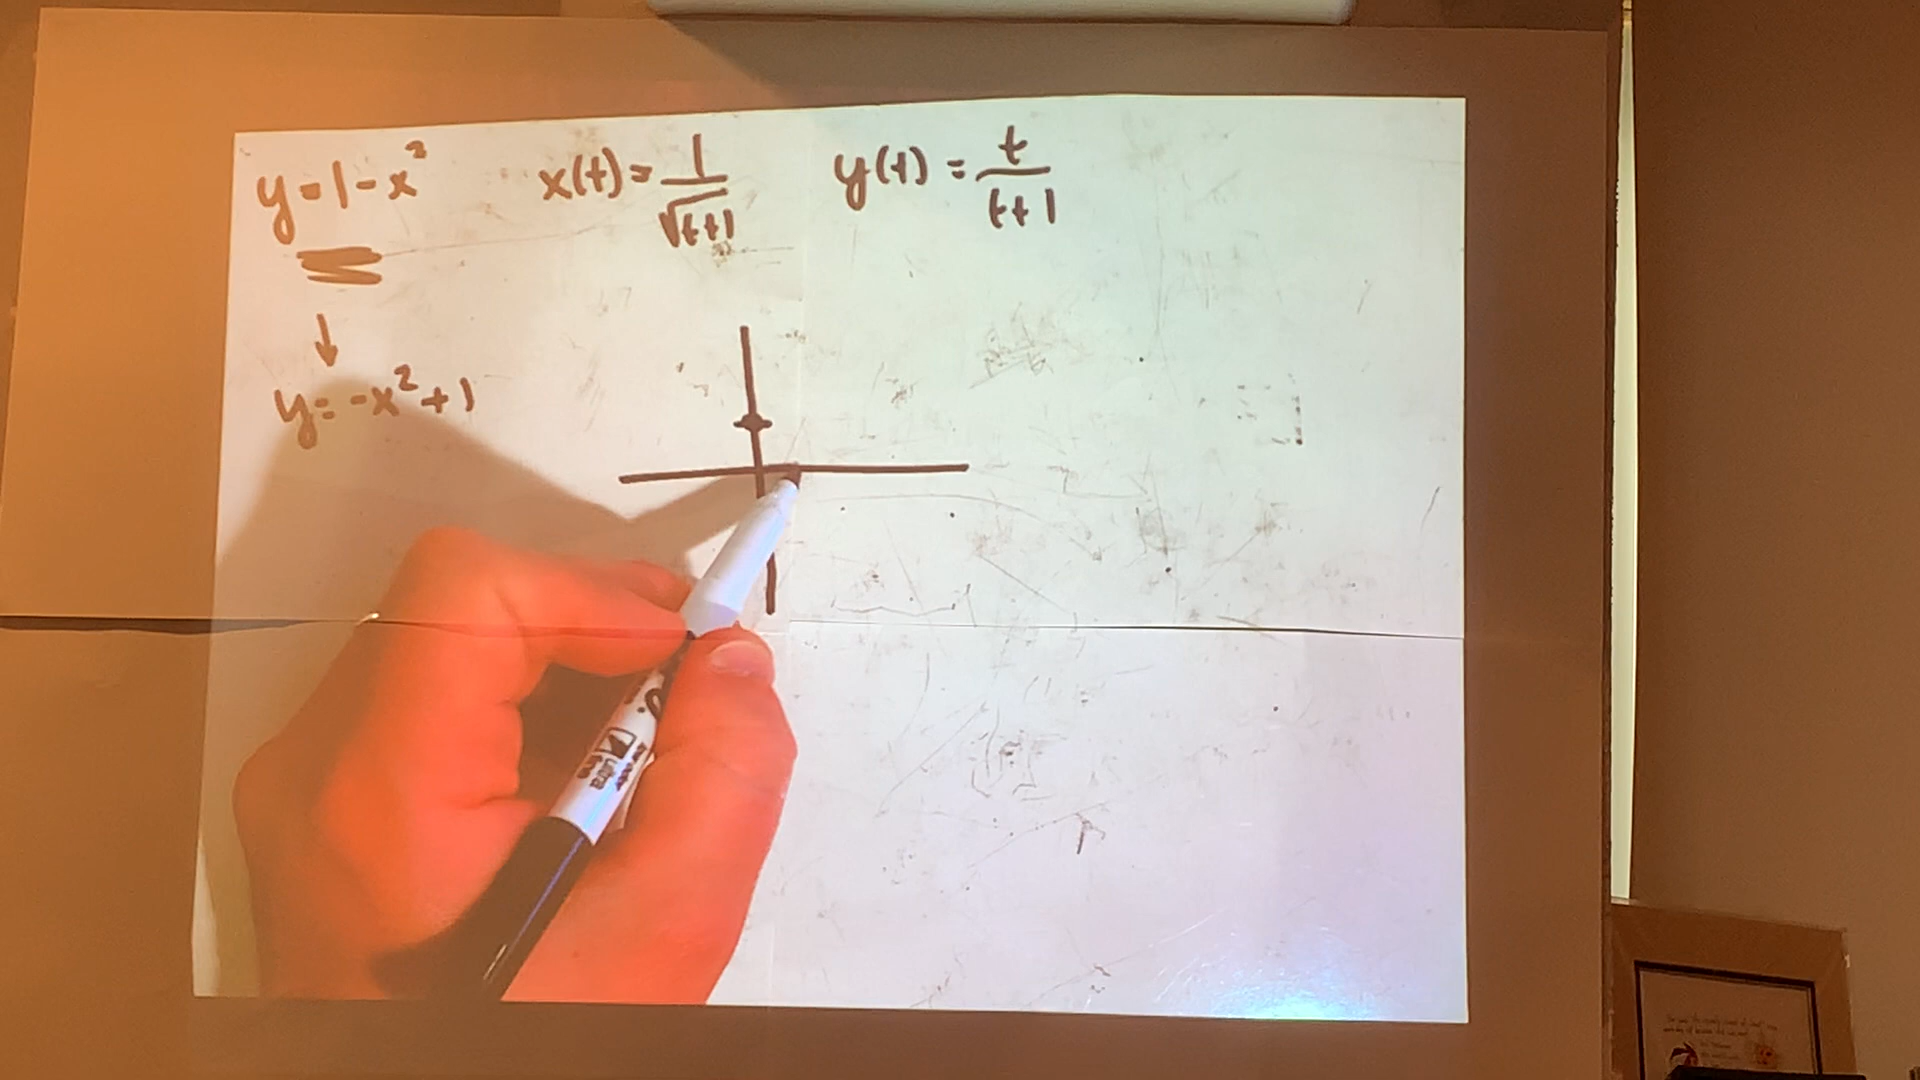 y=1-x² x(t)=1/√t+1 y(t)=t/t+1
↓
y=-x²+1